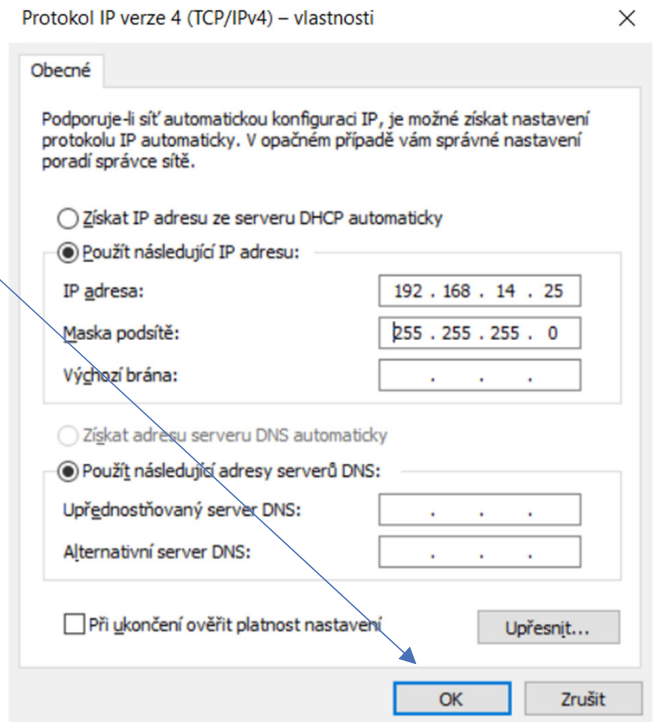 Protokol IP verze 4 (TCP/IPv4) – vlastnosti
Obecné
Podporuje-li síť automatickou konfiguraci IP, je možné získat nastavení
protokolu IP automaticky. V opačném případě vám správné nastavení
poradí správce sítě.
Získat IP adresu ze serveru DHCP automaticky
Použít následující IP adresu:
IP adresa: 192 . 168 . 14 . 25
Maska podsítě: 255 . 255 . 255 . 0
Výchozí brána: . . .
Získat adresu serveru DNS automaticky
Použít následující adresy serverů DNS:
Upřednostňovaný server DNS: . . .
Alternativní server DNS: . . .
Při ukončení ověřit platnost nastavení Upřesnit...
OK Zrušit